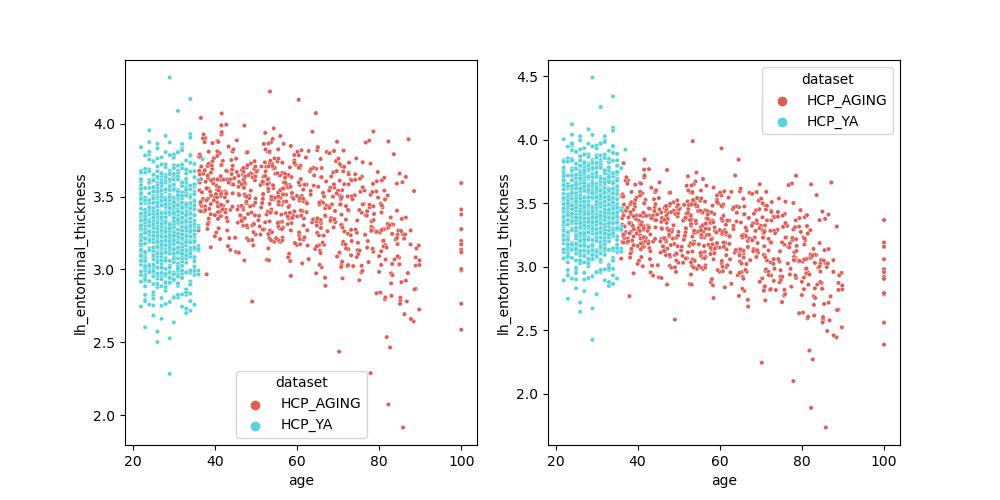 lh_entorhinal_thickness
4.0
3.5
3.0
2.5
2.0
20 40 60 80 100
age
dataset
HCP_AGING
HCP_YA
lh_entorhinal_thickness
4.5
4.0
3.5
3.0
2.5
2.0
20 40 60 80 100
age
dataset
HCP_AGING
HCP_YA